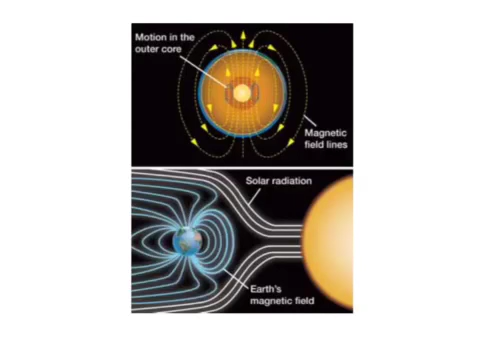 Motion in the
outer core
Magnetic
field lines
Solar radiation
Earth's
magnetic field